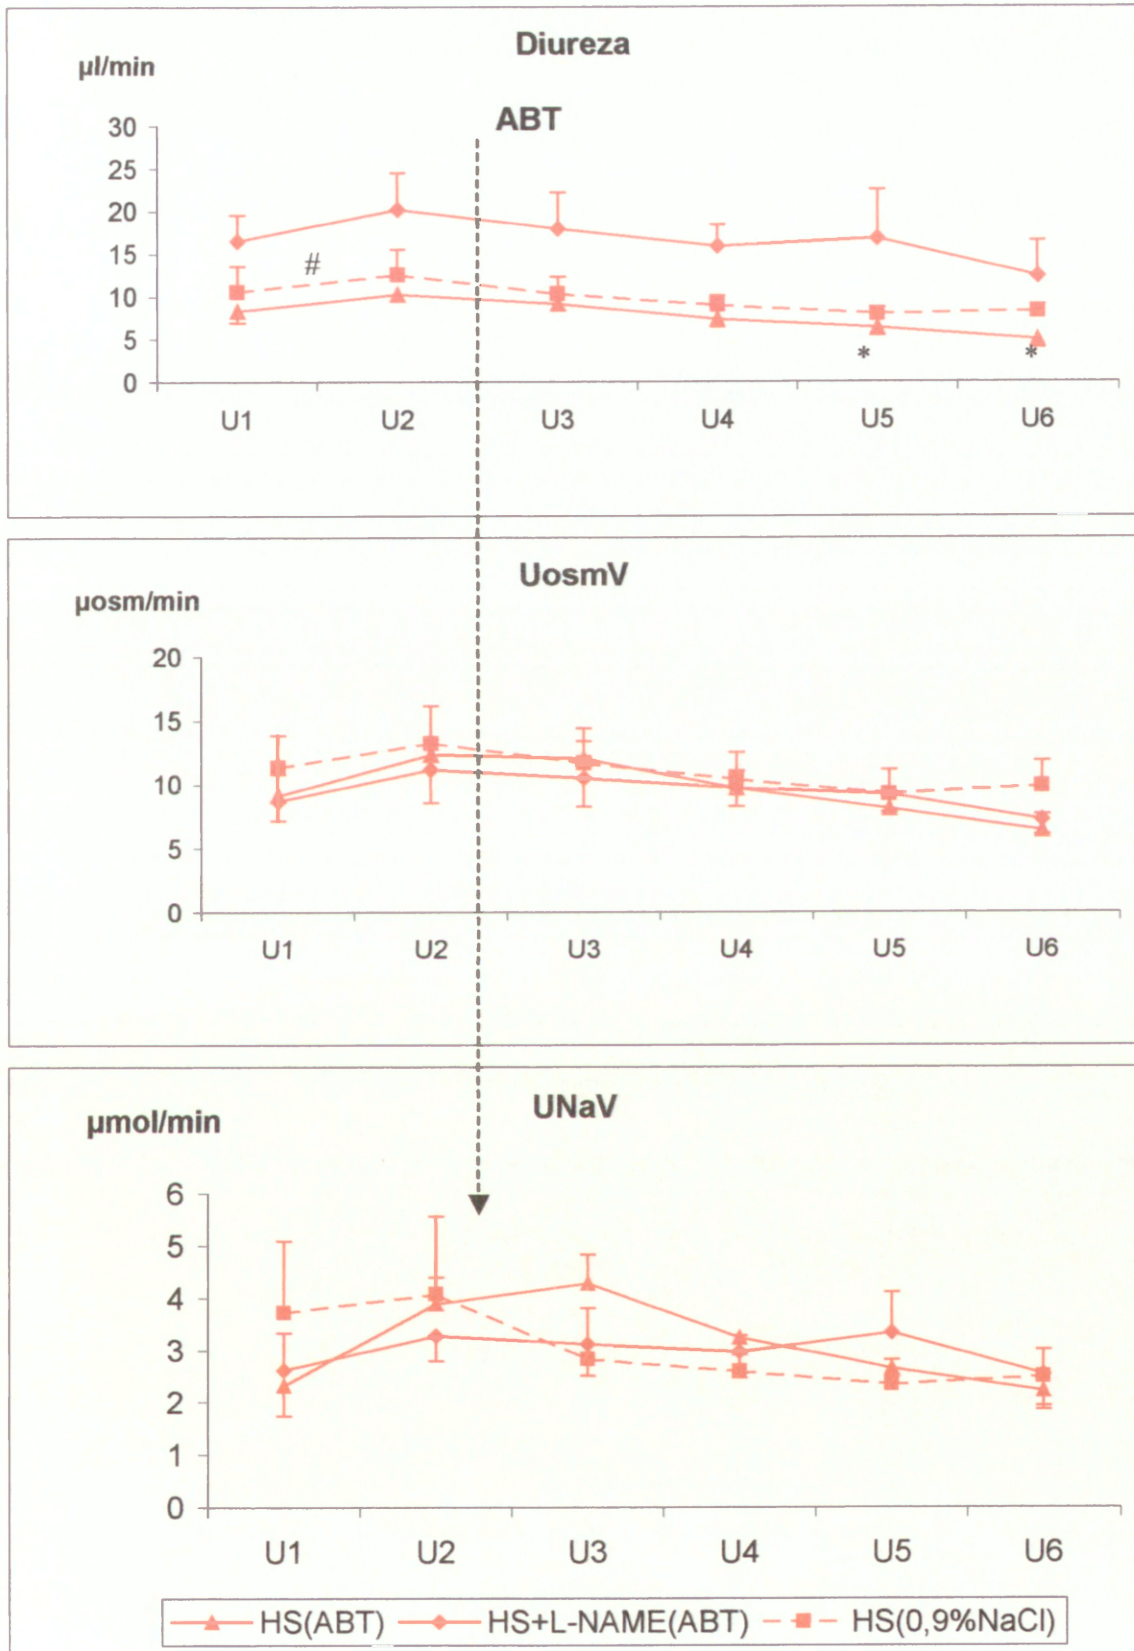 Diureza
µl/min
ABT
30
25
20
15
10
5
0
#
*
*
U1 U2 U3 U4 U5 U6
UosmV
µosm/min
20
15
10
5
0
U1 U2 U3 U4 U5 U6
UNaV
µmol/min
6
5
4
3
2
1
0
U1 U2 U3 U4 U5 U6
HS(ABT) HS+L-NAME(ABT) HS(0,9%NaCl)